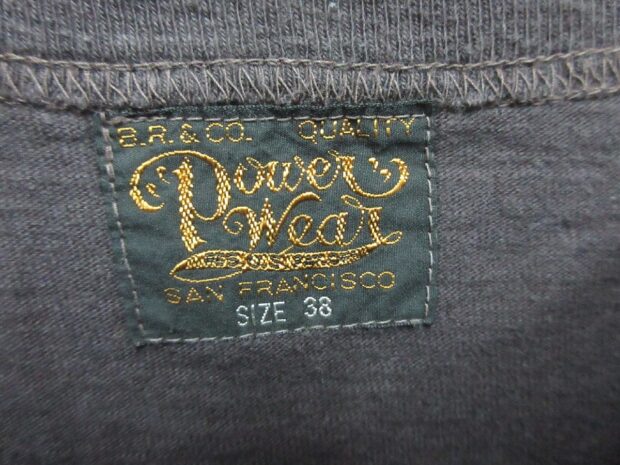 B.R. & CO. QUALITY
Power
Wear
SAN FRANCISCO
SIZE 38